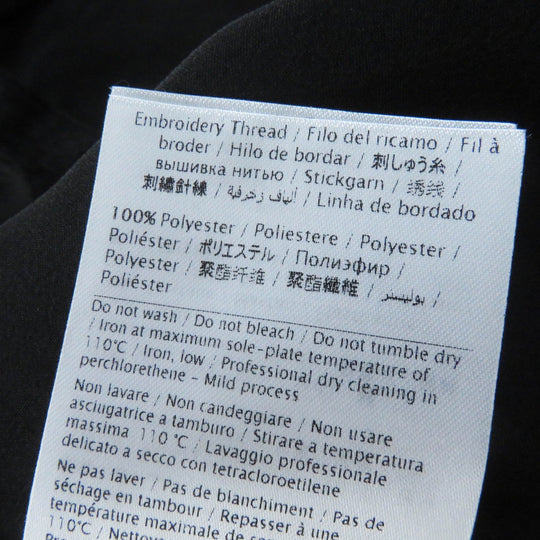 Embroidery Thread / Filo del ricamo / Fil à
broder / Hilo de bordar / 刺しゅう糸 /
вышивка нитью / Stickgarn / 绣线 /
刺繡針線 / ألياف زخرفية / Linha de bordado
100% Polyester / Poliestere / Polyester /
Poliéster / ポリエステル / Полиэфир /
Polyester / 聚酯纤维 / 聚酯纖維 / بوليستر /
Poliéster
Do not wash / Do not bleach / Do not tumble dry
/ Iron at maximum sole-plate temperature of
110°C / Iron, low / Professional dry cleaning in
perchlorethene - Mild process
Non lavare / Non candeggiare / Non usare
asciugatrice a tamburo / Stirare a temperatura
massima 110 °C / Lavaggio professionale
delicato a secco con tetracloroetilene
Ne pas laver / Pas de blanchiment / Pas de
séchage en tambour / Repasser à une
température maximale de
110°C / Nettoyage